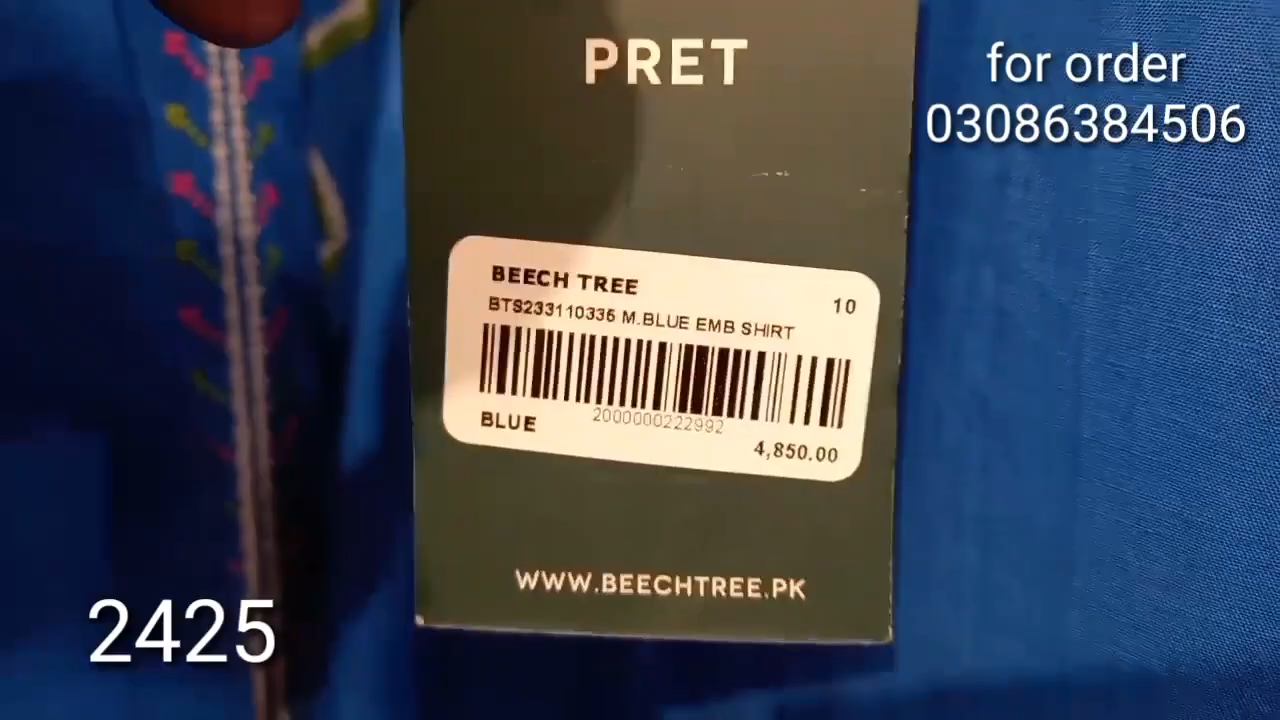 PRET
for order
03086384506
BEECH TREE
10
BTS233110336 M.BLUE EMB SHIRT
2000000222992
BLUE
4,850.00
WWW.BEECHTREE.PK
2425